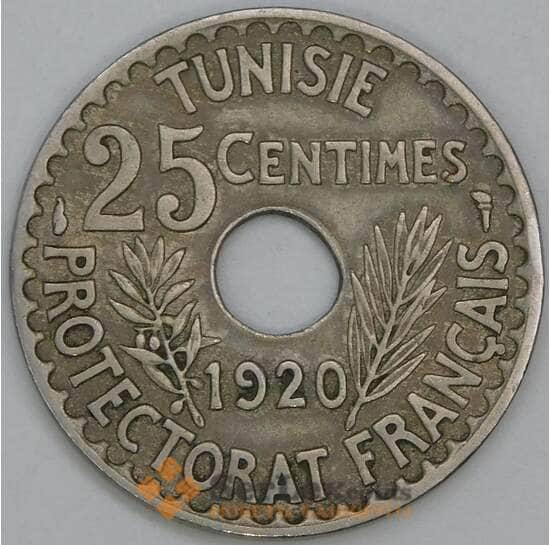 TUNISIE
25 CENTIMES
1920
PROTECTORAT FRANÇAIS